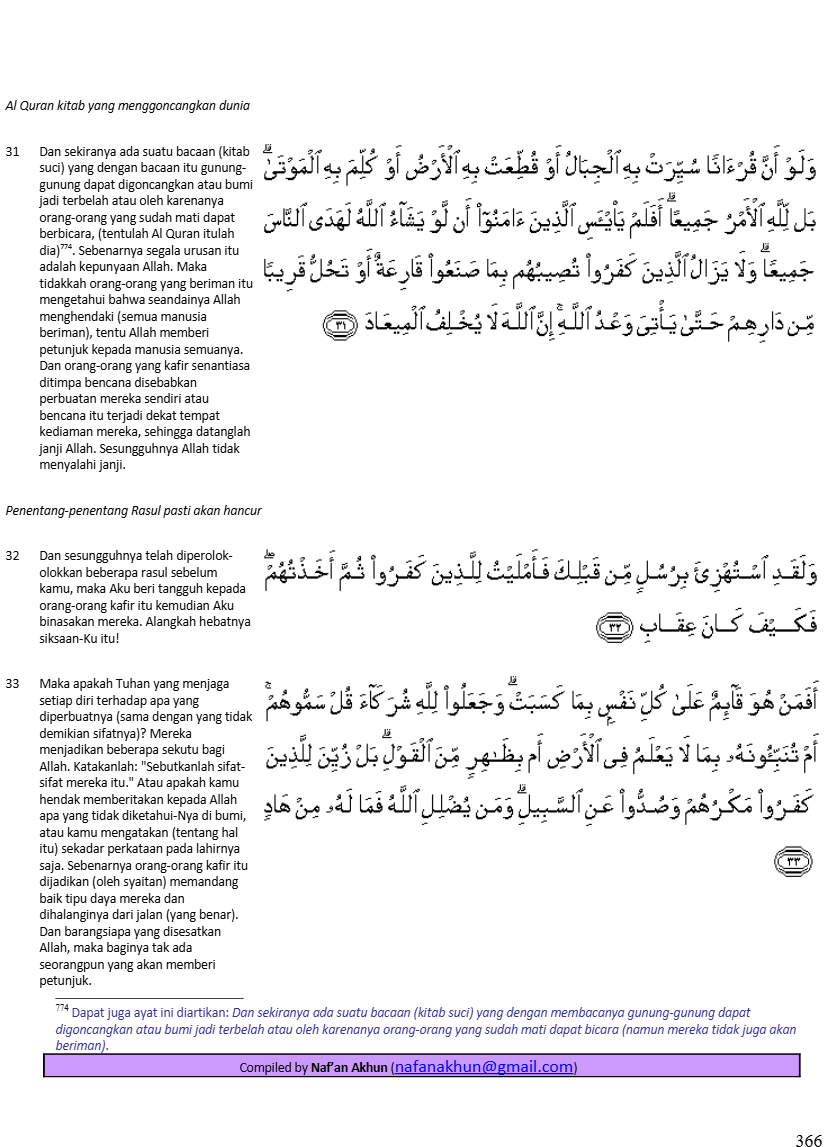 Al Quran kitab yang menggoncangkan dunia
31 Dan sekiranya ada suatu bacaan (kitab
suci) yang dengan bacaan itu gunung-
gunung dapat digoncangkan atau bumi
jadi terbelah atau oleh karenanya
orang-orang yang sudah mati dapat
berbicara, (tentulah Al Quran itulah
dia)774. Sebenarnya segala urusan itu
adalah kepunyaan Allah. Maka
tidakkah orang-orang yang beriman itu
mengetahui bahwa seandainya Allah
menghendaki (semua manusia
beriman), tentu Allah memberi
petunjuk kepada manusia semuanya.
Dan orang-orang yang kafir senantiasa
ditimpa bencana disebabkan
perbuatan mereka sendiri atau
bencana itu terjadi dekat tempat
kediaman mereka, sehingga datanglah
janji Allah. Sesungguhnya Allah tidak
menyalahi janji.
وَلَوْ أَنَّ قُرْءَانًا سُيِّرَتْ بِهِ ٱلْجِبَالُ أَوْ قُطِّعَتْ بِهِ ٱلْأَرْضُ أَوْ كُلِّمَ بِهِ ٱلْمَوْتَىٰ ۗ
بَل لِّلَّهِ ٱلْأَمْرُ جَمِيعًا ۗ أَفَلَمْ يَا۟يْـَٔسِ ٱلَّذِينَ ءَامَنُوٓا۟ أَن لَّوْ يَشَآءُ ٱللَّهُ لَهَدَى ٱلنَّاسَ
جَمِيعًا ۗ وَلَا يَزَالُ ٱلَّذِينَ كَفَرُوا۟ تُصِيبُهُم بِمَا صَنَعُوا۟ قَارِعَةٌ أَوْ تَحُلُّ قَرِيبًا
مِّن دَارِهِمْ حَتَّىٰ يَأْتِىَ وَعْدُ ٱللَّهِ ۚ إِنَّ ٱللَّهَ لَا يُخْلِفُ ٱلْمِيعَادَ ٣١
Penentang-penentang Rasul pasti akan hancur
32 Dan sesungguhnya telah diperolok-
olokkan beberapa rasul sebelum
kamu, maka Aku beri tangguh kepada
orang-orang kafir itu kemudian Aku
binasakan mereka. Alangkah hebatnya
siksaan-Ku itu!
وَلَقَدِ ٱسْتُهْزِئَ بِرُسُلٍ مِّن قَبْلِكَ فَأَمْلَيْتُ لِلَّذِينَ كَفَرُوا۟ ثُمَّ أَخَذْتُهُمْ ۖ
فَكَيْفَ كَانَ عِقَابِ ٣٢
33 Maka apakah Tuhan yang menjaga
setiap diri terhadap apa yang
diperbuatnya (sama dengan yang tidak
demikian sifatnya)? Mereka
menjadikan beberapa sekutu bagi
Allah. Katakanlah: "Sebutkanlah sifat-
sifat mereka itu." Atau apakah kamu
hendak memberitakan kepada Allah
apa yang tidak diketahui-Nya di bumi,
atau kamu mengatakan (tentang hal
itu) sekadar perkataan pada lahirnya
saja. Sebenarnya orang-orang kafir itu
dijadikan (oleh syaitan) memandang
baik tipu daya mereka dan
dihalanginya dari jalan (yang benar).
Dan barangsiapa yang disesatkan
Allah, maka baginya tak ada
seorangpun yang akan memberi
petunjuk.
أَفَمَنْ هُوَ قَآئِمٌ عَلَىٰ كُلِّ نَفْسٍۭ بِمَا كَسَبَتْ ۗ وَجَعَلُوا۟ لِلَّهِ شُرَكَآءَ قُلْ سَمُّوهُمْ ۚ
أَمْ تُنَبِّـُٔونَهُۥ بِمَا لَا يَعْلَمُ فِى ٱلْأَرْضِ أَم بِظَـٰهِرٍ مِّنَ ٱلْقَوْلِ ۗ بَلْ زُيِّنَ لِلَّذِينَ
كَفَرُوا۟ مَكْرُهُمْ وَصُدُّوا۟ عَنِ ٱلسَّبِيلِ ۗ وَمَن يُضْلِلِ ٱللَّهُ فَمَا لَهُۥ مِنْ هَادٍ
٣٣
774 Dapat juga ayat ini diartikan: Dan sekiranya ada suatu bacaan (kitab suci) yang dengan membacanya gunung-gunung dapat
digoncangkan atau bumi jadi terbelah atau oleh karenanya orang-orang yang sudah mati dapat bicara (namun mereka tidak juga akan
beriman).
Compiled by Naf'an Akhun (nafanakhun@gmail.com)
366